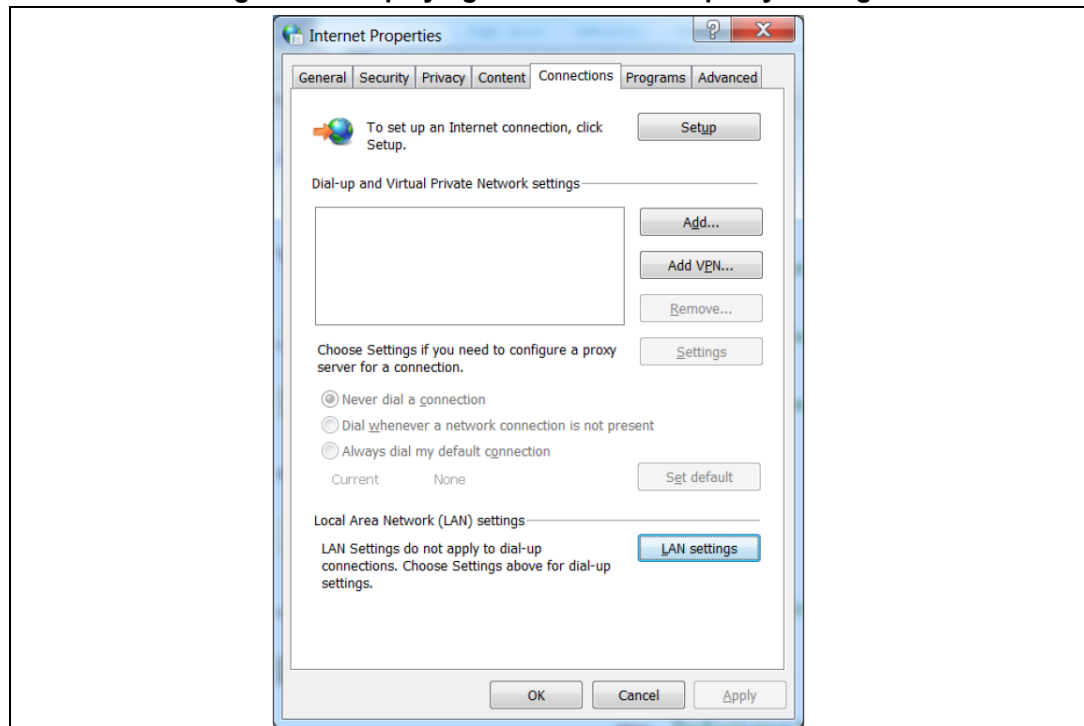 Internet Properties
General Security Privacy Content Connections Programs Advanced
To set up an Internet connection, click
Setup.
Setup
Dial-up and Virtual Private Network settings
Add...
Add VPN...
Remove...
Choose Settings if you need to configure a proxy
server for a connection.
Settings
Never dial a connection
Dial whenever a network connection is not present
Always dial my default connection
Current None
Set default
Local Area Network (LAN) settings
LAN Settings do not apply to dial-up
connections. Choose Settings above for dial-up
settings.
LAN settings
OK Cancel Apply